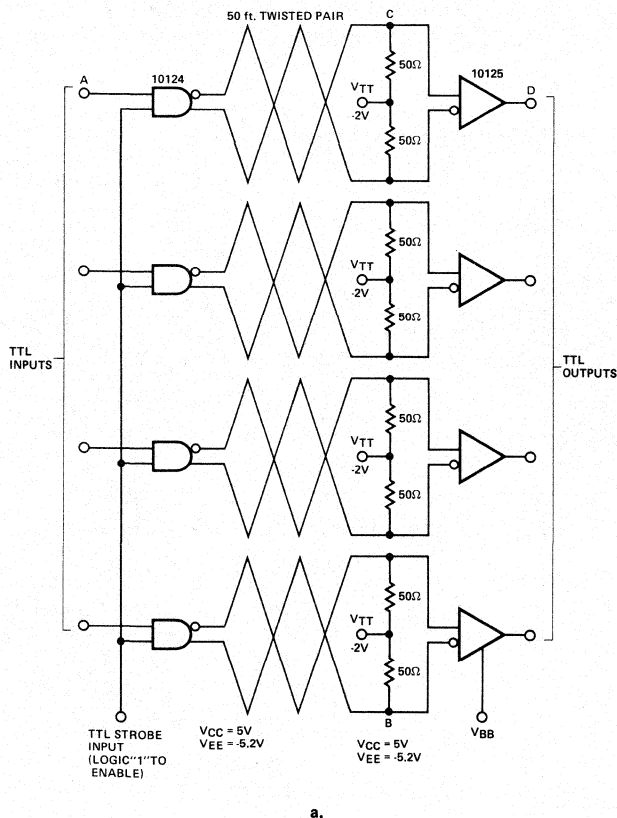 50 ft. TWISTED PAIR
C
A
10124
50Ω
10125
D
VTT
-2V
50Ω
50Ω
VTT
-2V
50Ω
TTL
INPUTS
TTL
OUTPUTS
50Ω
VTT
-2V
50Ω
50Ω
VTT
-2V
50Ω
B
TTL STROBE
INPUT
(LOGIC"1"TO
ENABLE)
VCC = 5V
VEE = -5.2V
VCC = 5V
VEE = -5.2V
VBB
a.